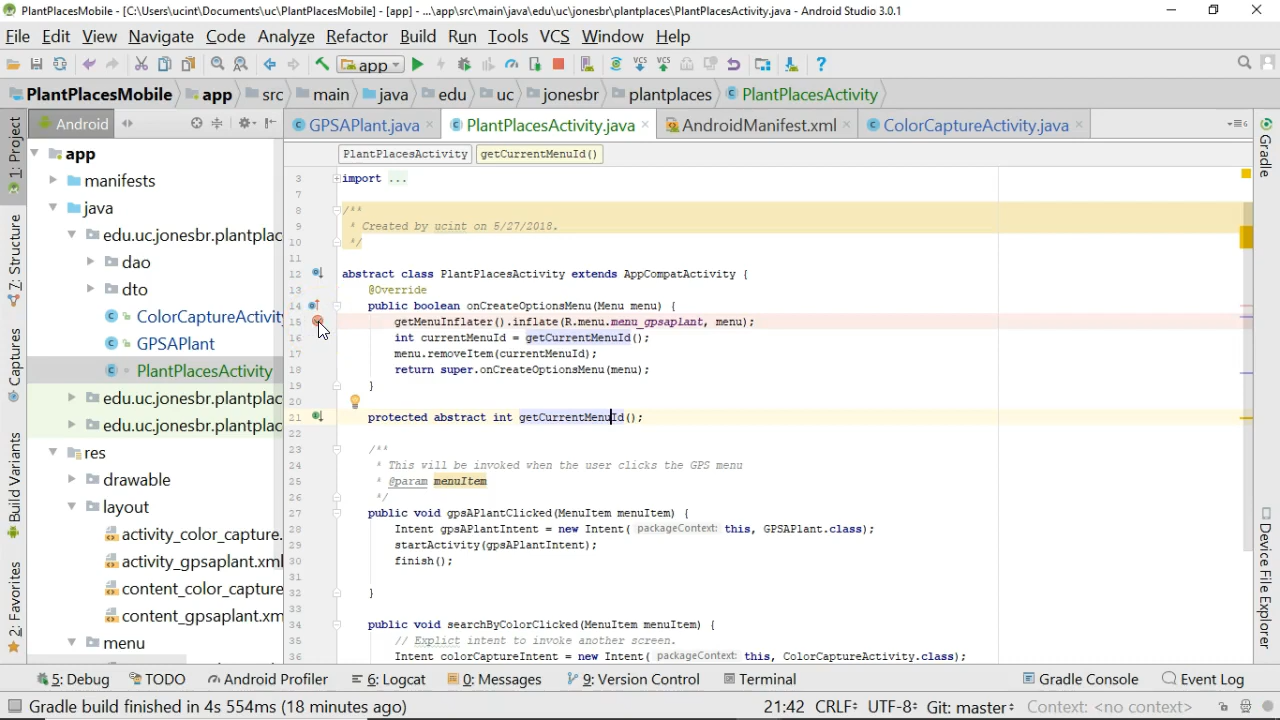 PlantPlacesMobile - [C:\Users\ucint\Documents\uc\PlantPlacesMobile] - [app] - ...\app\src\main\java\edu\uc\jonesbr\plantplaces\PlantPlacesActivity.java - Android Studio 3.0.1
File Edit View Navigate Code Analyze Refactor Build Run Tools VCS Window Help
app
PlantPlacesMobile app src main java edu uc jonesbr plantplaces PlantPlacesActivity
Android GPSAPlant.java PlantPlacesActivity.java AndroidManifest.xml ColorCaptureActivity.java
PlantPlacesActivity getCurrentMenuId()
1: Project
Z: Structure
Captures
Build Variants
2: Favorites
app
manifests
java
edu.uc.jonesbr.plantplac
dao
dto
ColorCaptureActivity
GPSAPlant
PlantPlacesActivity
edu.uc.jonesbr.plantplac
edu.uc.jonesbr.plantplac
res
drawable
layout
activity_color_capture.
activity_gpsaplant.xml
content_color_capture
content_gpsaplant.xm
menu
3 import ...
7
8 /**
9 * Created by ucint on 5/27/2018.
10 */
11
12 abstract class PlantPlacesActivity extends AppCompatActivity {
13 @Override
14 public boolean onCreateOptionsMenu(Menu menu) {
15 getMenuInflater().inflate(R.menu.menu_gpsaplant, menu);
16 int currentMenuId = getCurrentMenuId();
17 menu.removeItem(currentMenuId);
18 return super.onCreateOptionsMenu(menu);
19 }
20
21 protected abstract int getCurrentMenuId();
22
23 /**
24 * This will be invoked when the user clicks the GPS menu
25 * @param menuItem
26 */
27 public void gpsAPlantClicked(MenuItem menuItem) {
28 Intent gpsAPlantIntent = new Intent( packageContext: this, GPSAPlant.class);
29 startActivity(gpsAPlantIntent);
30 finish();
31
32 }
33
34 public void searchByColorClicked(MenuItem menuItem) {
35 // Explict intent to invoke another screen.
36 Intent colorCaptureIntent = new Intent( packageContext: this, ColorCaptureActivity.class);
Gradle
Device File Explorer
5: Debug TODO Android Profiler 6: Logcat 0: Messages 9: Version Control Terminal Gradle Console Event Log
Gradle build finished in 4s 554ms (18 minutes ago) 21:42 CRLF UTF-8 Git: master Context: <no context>